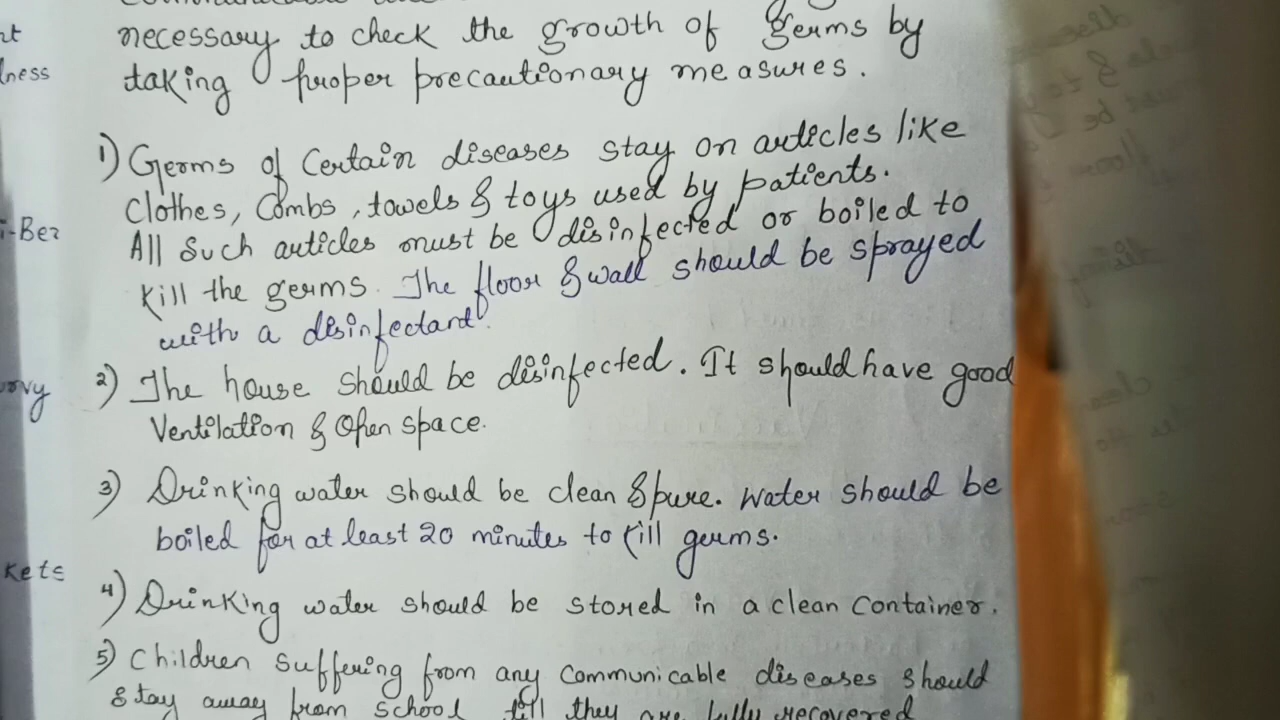 necessary to check the growth of germs by
taking proper precautionary measures.
1) Germs of Certain diseases stay on articles like
Clothes, Combs, towels & toys used by patients.
All Such articles must be disinfected or boiled to
Kill the germs. The floor & wall should be sprayed
with a disinfectant.
2) The house should be disinfected. It should have good
Ventilation & Open space.
3) Drinking water should be clean & pure. Water should be
boiled for at least 20 minutes to kill germs.
4) Drinking water should be stored in a clean Container.
5) Children Suffering from any Communicable diseases should
stay away from school till they are fully recovered